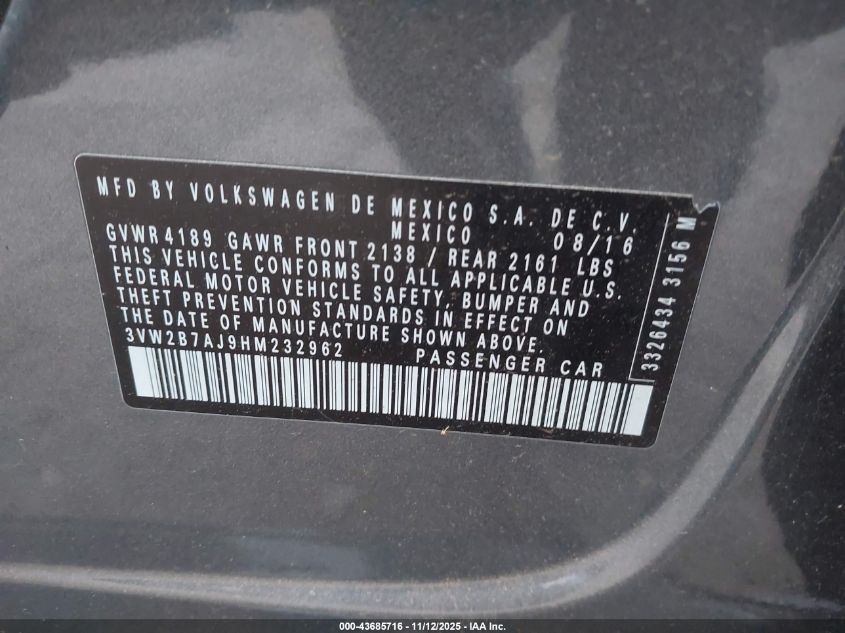 MFD BY VOLKSWAGEN DE MEXICO S.A. DE C.V.
MEXICO 08/16
GVWR 4189 GAWR FRONT 2138 / REAR 2161 LBS
THIS VEHICLE CONFORMS TO ALL APPLICABLE U.S.
FEDERAL MOTOR VEHICLE SAFETY, BUMPER AND
THEFT PREVENTION STANDARDS IN EFFECT ON
THE DATE OF MANUFACTURE SHOWN ABOVE.
3VW2B7AJ9HM232962 PASSENGER CAR
3326434 3156 M
000-43685716 - 11/12/2025 - IAA Inc.